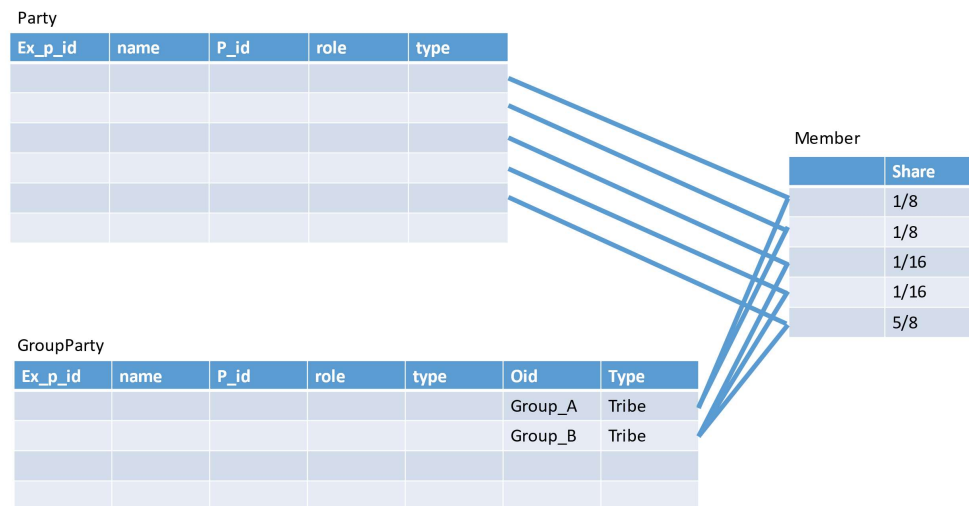 Party
Ex_p_id name P_id role type
Member
Share
1/8
1/8
1/16
1/16
5/8
GroupParty
Ex_p_id name P_id role type Oid Type
Group_A Tribe
Group_B Tribe